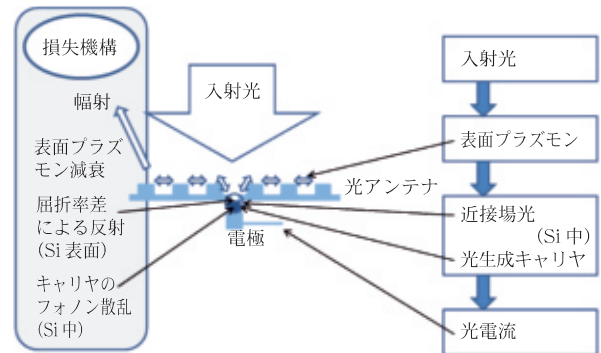 損失機構
幅射
表面プラズ
モン減衰
屈折率差
による反射
(Si 表面)
キャリヤの
フォノン散乱
(Si 中)
入射光
光アンテナ
電極
入射光
表面プラズモン
近接場光
(Si 中)
光生成キャリヤ
光電流